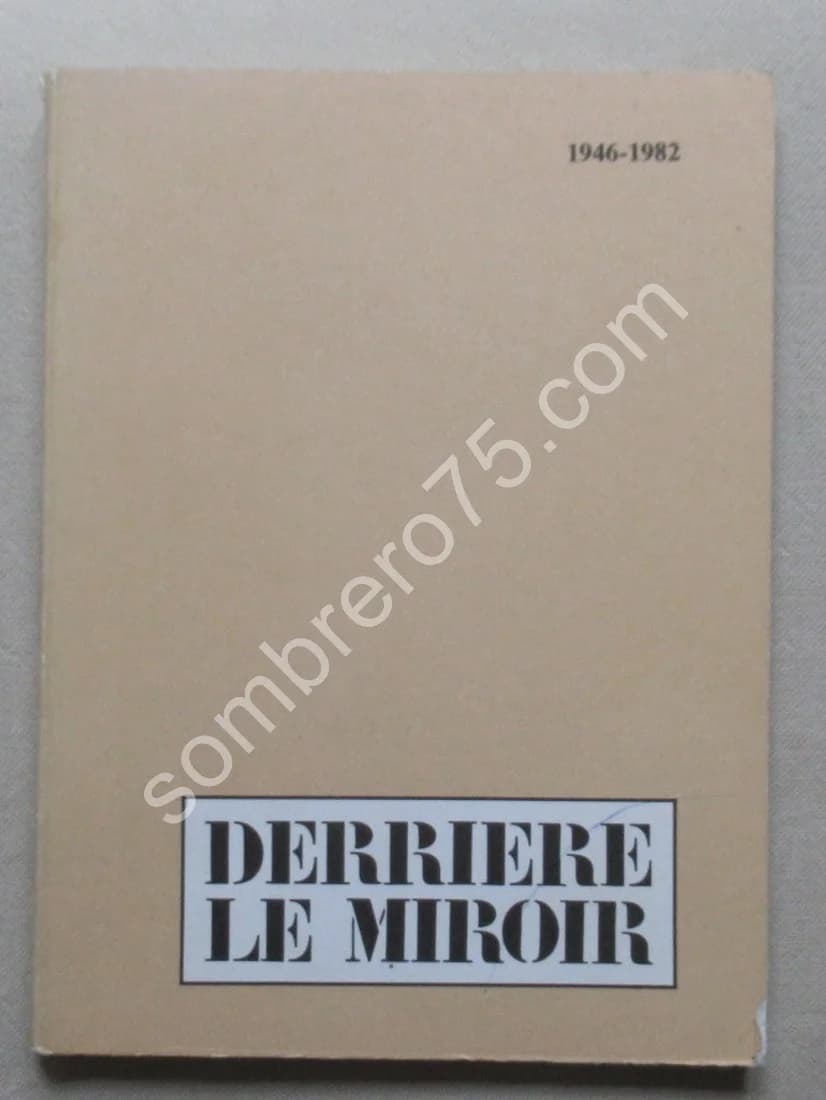 1946-1982
sombrero75.com
DERRIERE
LE MIROIR